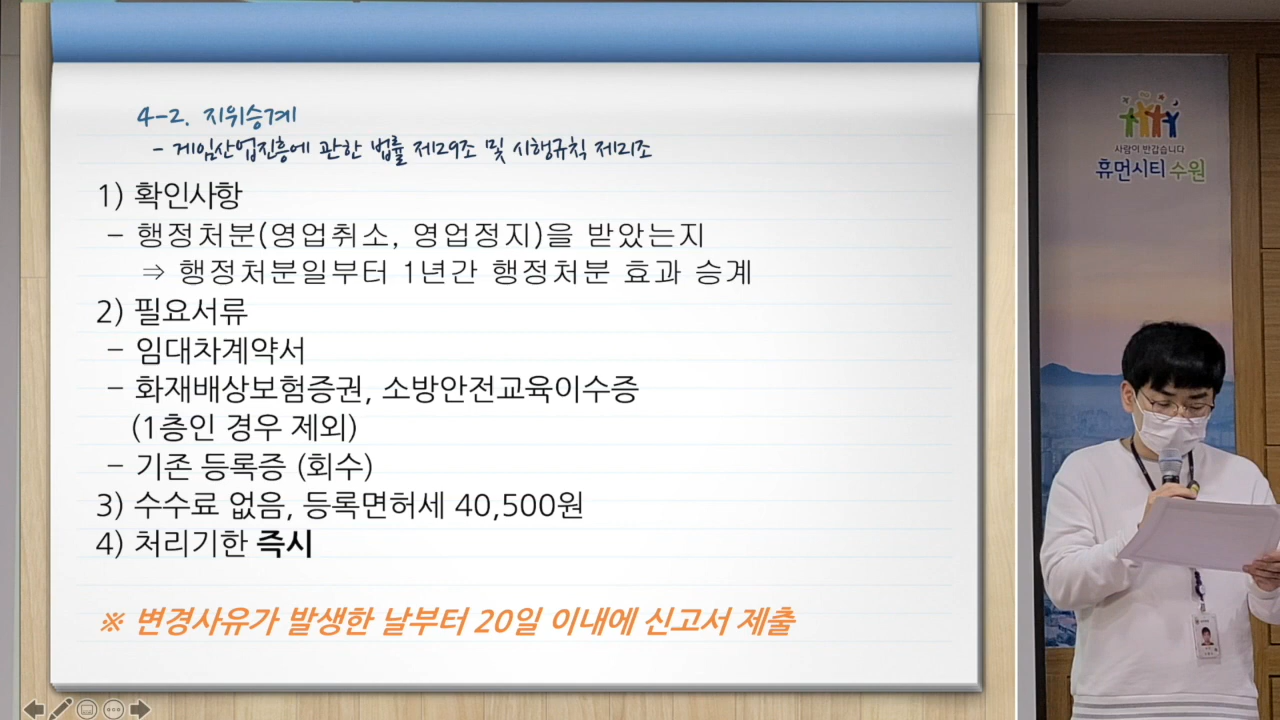 4-2. 지위승계
- 게임산업진흥에 관한 법률 제29조 및 시행규칙 제21조
1) 확인사항
- 행정처분(영업취소, 영업정지)을 받았는지
⇒ 행정처분일부터 1년간 행정처분 효과 승계
2) 필요서류
- 임대차계약서
- 화재배상보험증권, 소방안전교육이수증
(1층인 경우 제외)
- 기존 등록증 (회수)
3) 수수료 없음, 등록면허세 40,500원
4) 처리기한 즉시
※ 변경사유가 발생한 날부터 20일 이내에 신고서 제출
사람이 반갑습니다
휴먼시티 수원